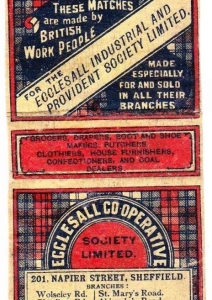 THESE MATCHES
are made by
BRITISH
WORK PEOPLE
FOR THE
ECCLESALL INDUSTRIAL AND
PROVIDENT SOCIETY LIMITED.
MADE
ESPECIALLY
FOR AND SOLD
IN ALL THEIR
BRANCHES
GROCERS, DRAPERS, BOOT AND SHOE
MAKERS, BUTCHERS
CLOTHIERS, HOUSE FURNISHERS,
CONFECTIONERS, AND COAL
DEALERS
ECCLESALL CO-OPERATIVE
SOCIETY
LIMITED.
201, NAPIER STREET, SHEFFIELD.
BRANCHES:
Wolseley Rd. St. Mary's Road.